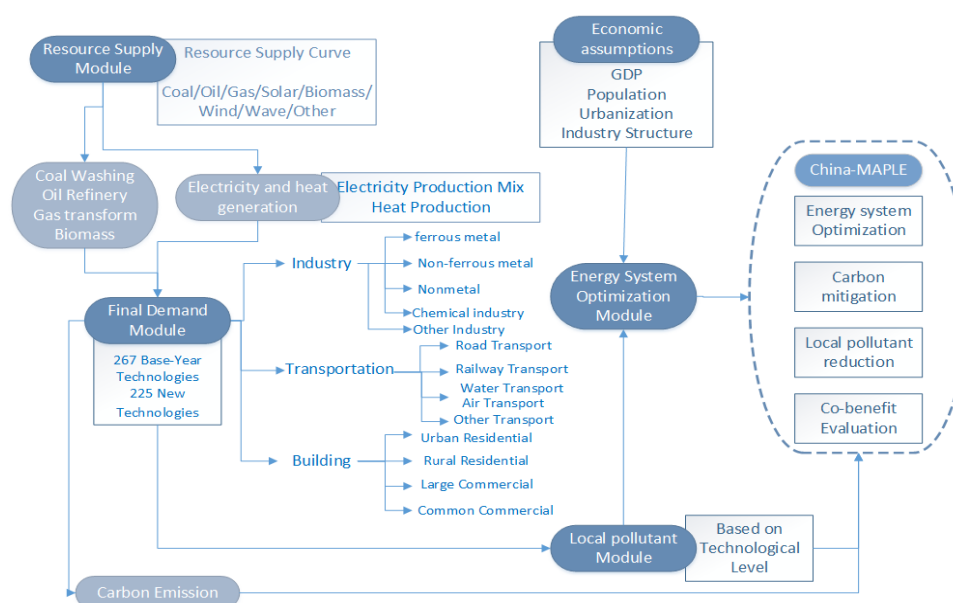 Resource Supply
Module
Resource Supply Curve
Coal/Oil/Gas/Solar/Biomass/
Wind/Wave/Other
Economic
assumptions
GDP
Population
Urbanization
Industry Structure
Coal Washing
Oil Refinery
Gas transform
Biomass
Electricity and heat
generation
Electricity Production Mix
Heat Production
China-MAPLE
Energy system
Optimization
Carbon
mitigation
Local pollutant
reduction
Co-benefit
Evaluation
Final Demand
Module
267 Base-Year
Technologies
225 New
Technologies
Industry
ferrous metal
Non-ferrous metal
Nonmetal
Chemical industry
Other Industry
Transportation
Road Transport
Railway Transport
Water Transport
Air Transport
Other Transport
Building
Urban Residential
Rural Residential
Large Commercial
Common Commercial
Energy System
Optimization
Module
Local pollutant
Module
Based on
Technological
Level
Carbon Emission